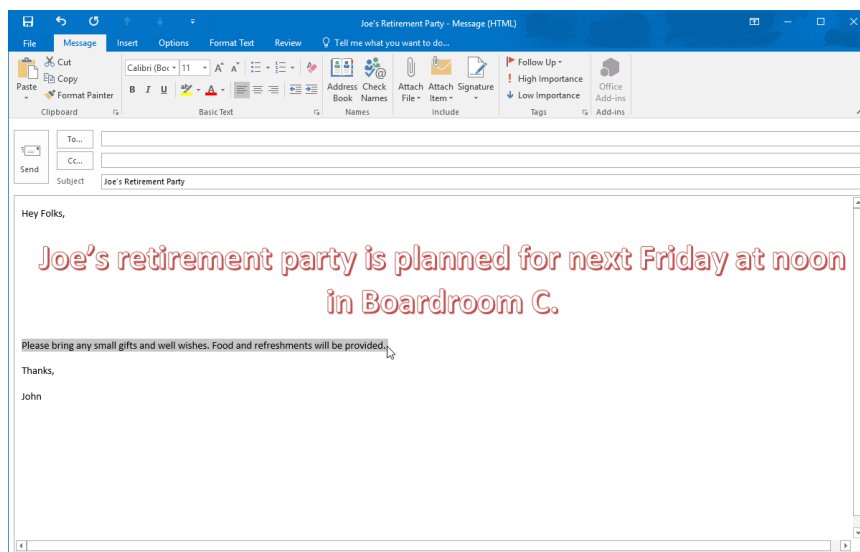 Joe's Retirement Party - Message (HTML)
File Message Insert Options Format Text Review Tell me what you want to do...
Paste
Cut
Copy
Format Painter
Clipboard
Calibri (Boc 11
B I U
Basic Text
Address Book
Check Names
Names
Attach File
Attach Item
Signature
Include
Follow Up
High Importance
Low Importance
Tags
Office Add-ins
Add-ins
Send
To...
Cc...
Subject Joe's Retirement Party
Hey Folks,
Joe's retirement party is planned for next Friday at noon
in Boardroom C.
Please bring any small gifts and well wishes. Food and refreshments will be provided.
Thanks,
John